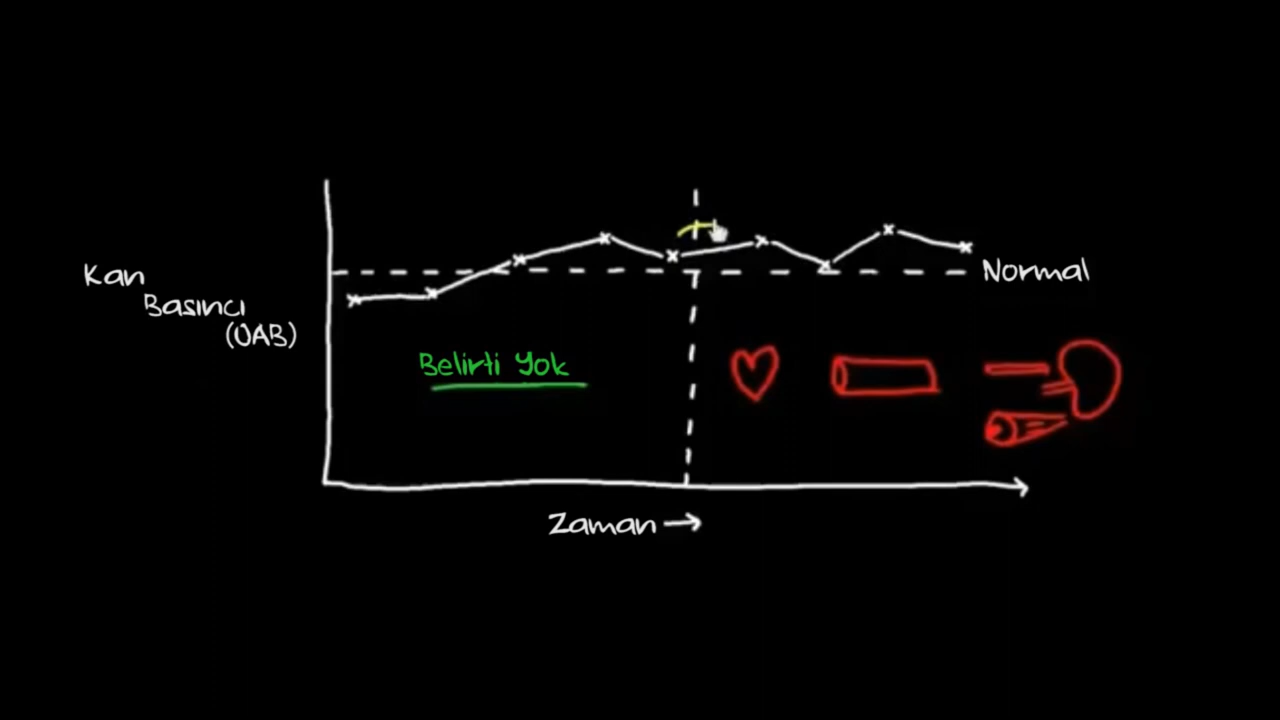 Kan
Basıncı
(OAB)
Normal
Belirti Yok
Zaman →